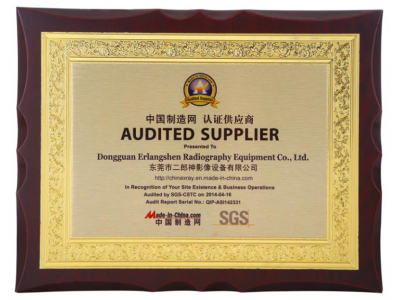 Audited Supplier
中国制造网 认证供应商
AUDITED SUPPLIER
Presented To
Dongguan Erlangshen Radiography Equipment Co., Ltd.
东莞市二郎神影像设备有限公司
(http://chinaxray.en.made-in-china.com)
in Recognition of Your Site Existence & Business Operations
Audited by SGS-CSTC on 2014-04-16
Audit Report Serial No.: QIP-ASI142331
Made-in-China.com SGS
中国制造网